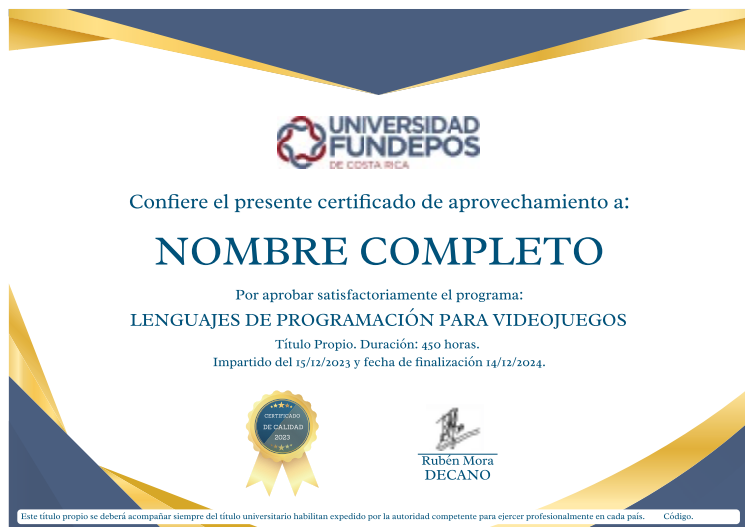 UNIVERSIDAD
FUNDEPOS
DE COSTA RICA
Confiere el presente certificado de aprovechamiento a:
NOMBRE COMPLETO
Por aprobar satisfactoriamente el programa:
LENGUAJES DE PROGRAMACIÓN PARA VIDEOJUEGOS
Título Propio. Duración: 450 horas.
Impartido del 15/12/2023 y fecha de finalización 14/12/2024.
CERTIFICADO
DE CALIDAD
2023
Rubén Mora
DECANO
Este título propio se deberá acompañar siempre del título universitario habilitan expedido por la autoridad competente para ejercer profesionalmente en cada país. Código.